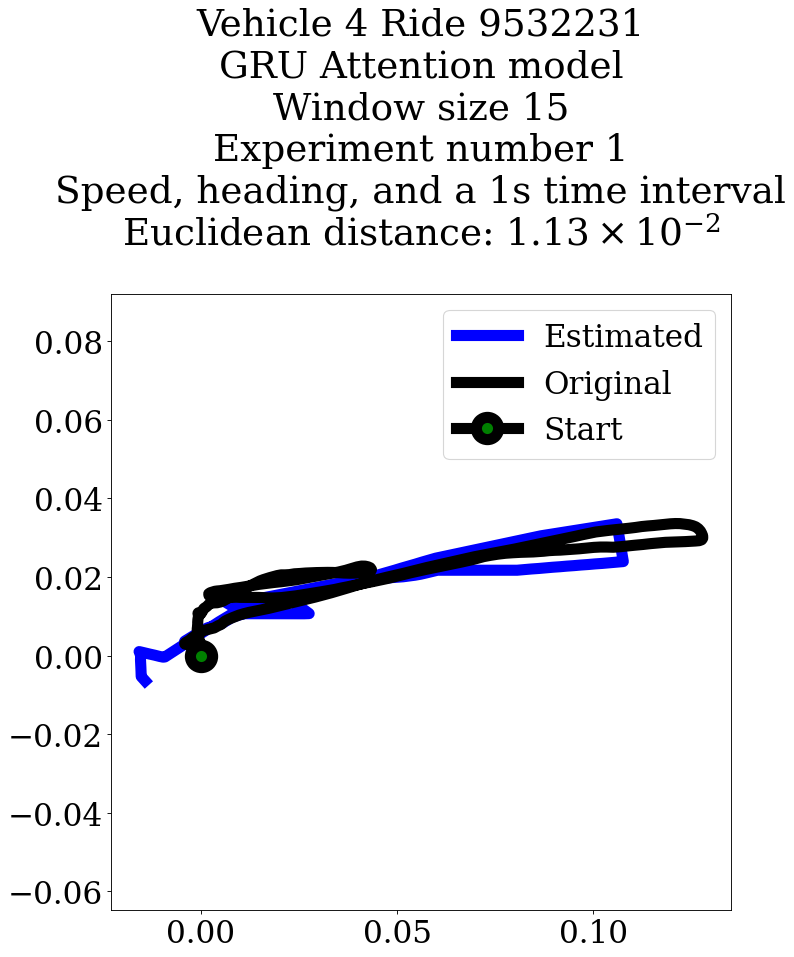 Vehicle 4 Ride 9532231
GRU Attention model
Window size 15
Experiment number 1
Speed, heading, and a 1s time interval
Euclidean distance: 1.13 × 10⁻²
Estimated
Original
Start
0.08
0.06
0.04
0.02
0.00
−0.02
−0.04
−0.06
0.00 0.05 0.10